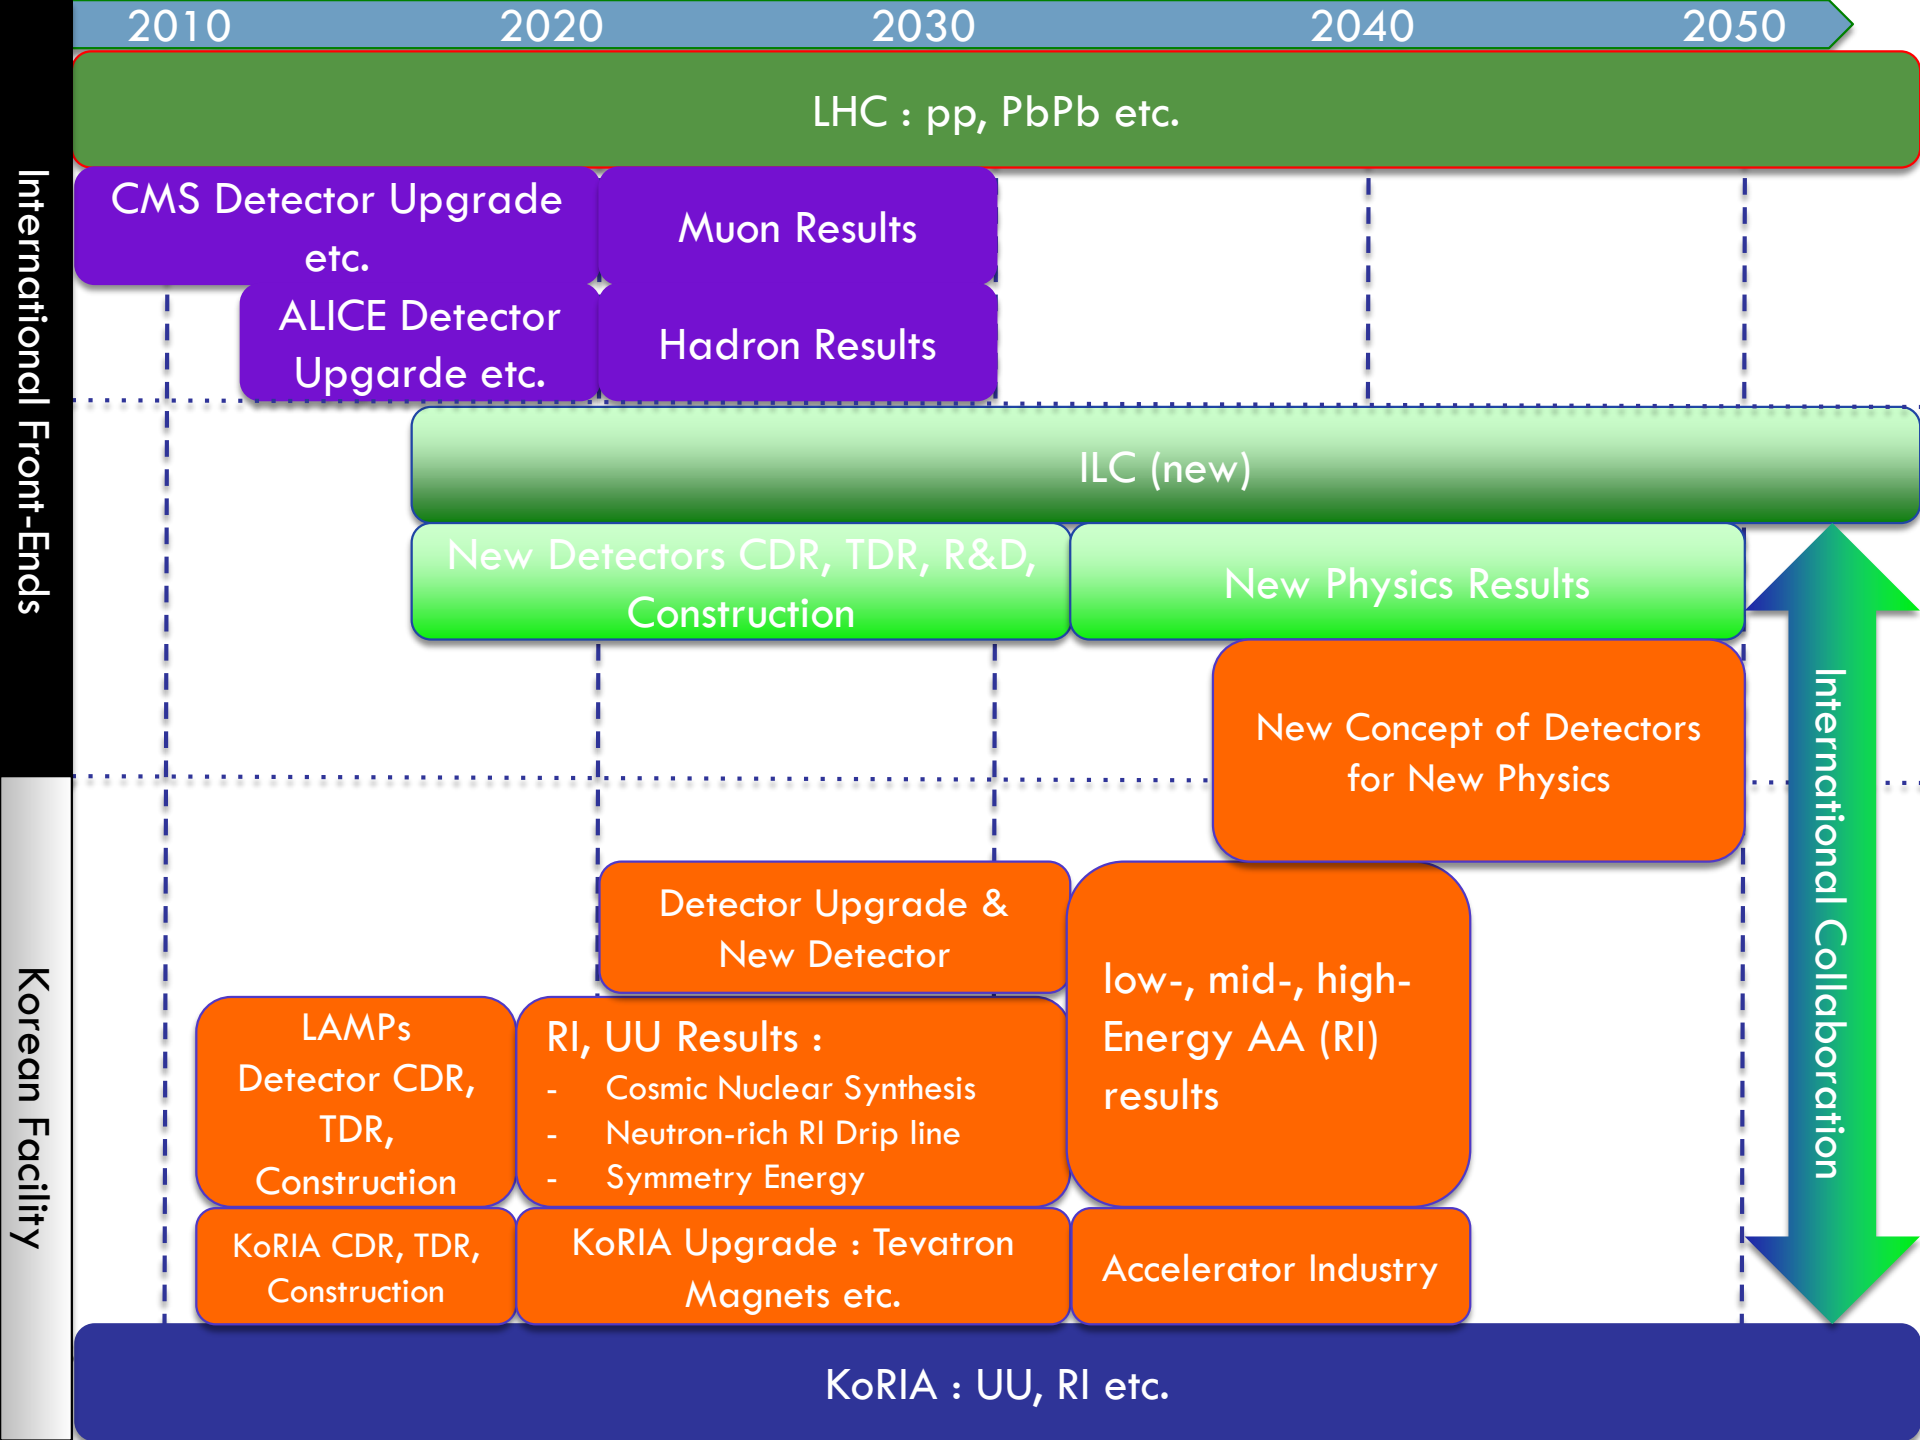 2010 2020 2030 2040 2050
LHC : pp, PbPb etc.
International Front-Ends
CMS Detector Upgrade
etc.
Muon Results
ALICE Detector
Upgarde etc.
Hadron Results
ILC (new)
New Detectors CDR, TDR, R&D,
Construction
New Physics Results
New Concept of Detectors
for New Physics
International Collaboration
Korean Facility
Detector Upgrade &
New Detector
low-, mid-, high-
Energy AA (RI)
results
LAMPs
Detector CDR,
TDR,
Construction
RI, UU Results :
- Cosmic Nuclear Synthesis
- Neutron-rich RI Drip line
- Symmetry Energy
KoRIA CDR, TDR,
Construction
KoRIA Upgrade : Tevatron
Magnets etc.
Accelerator Industry
KoRIA : UU, RI etc.